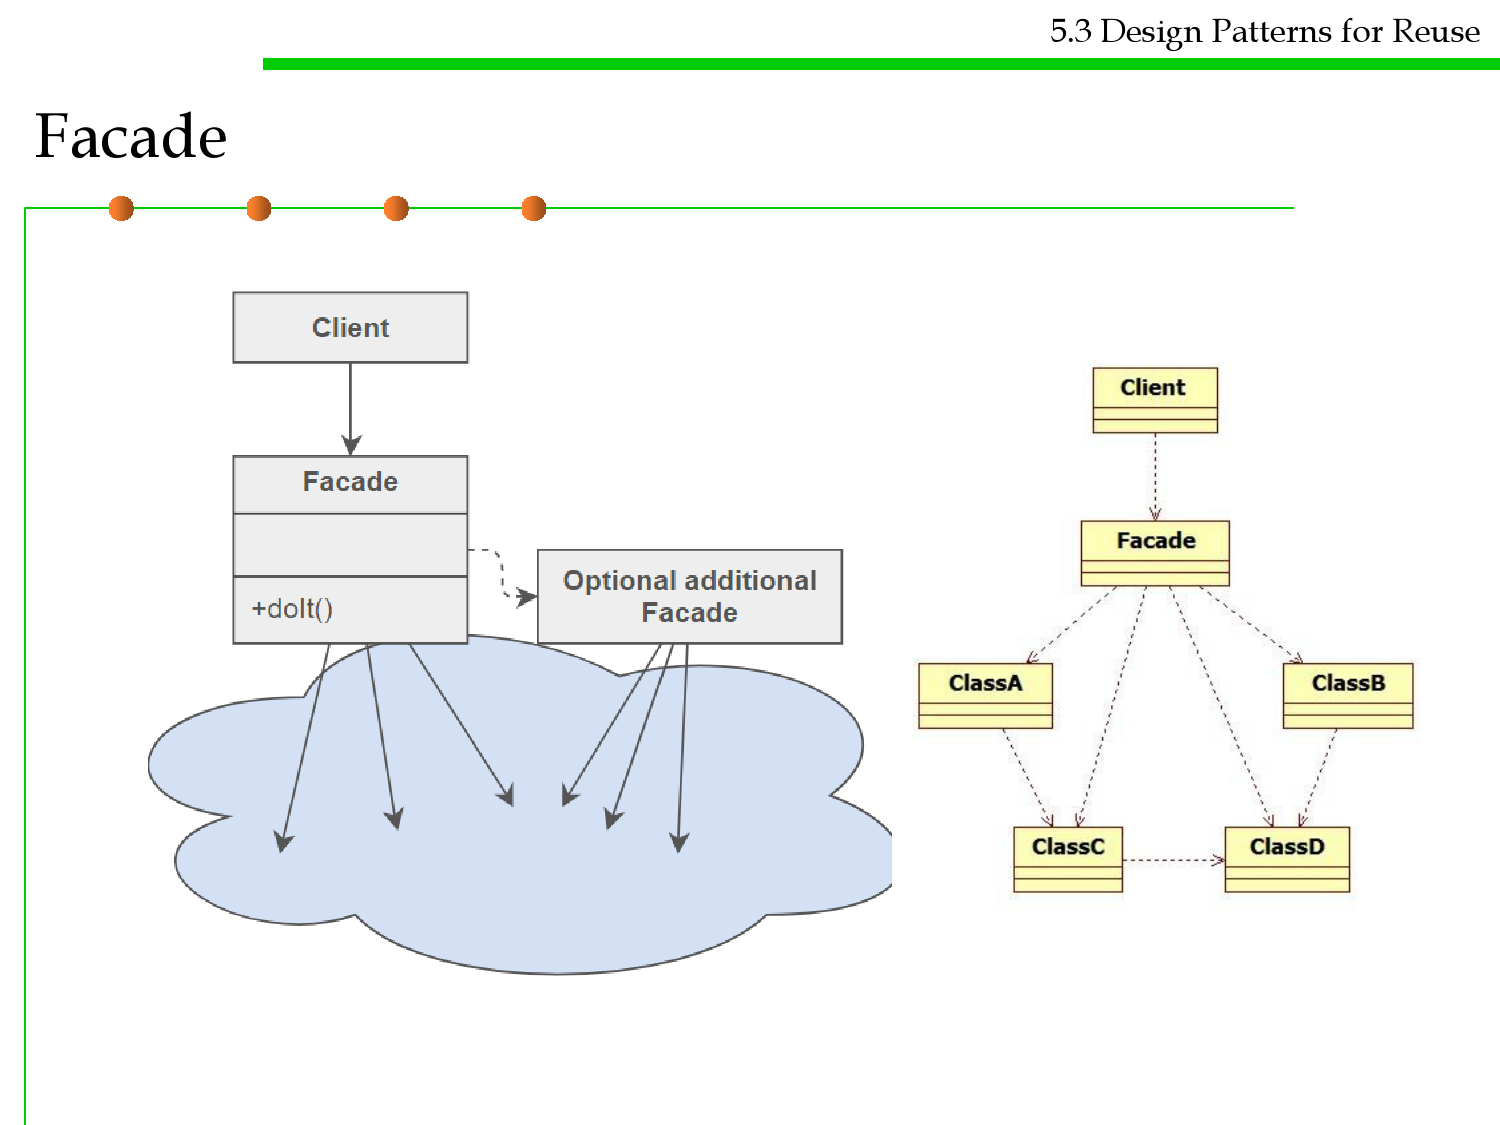 5.3 Design Patterns for Reuse
Facade
Client
Facade
+doIt()
Optional additional
Facade
Client
Facade
ClassA
ClassB
ClassC
ClassD